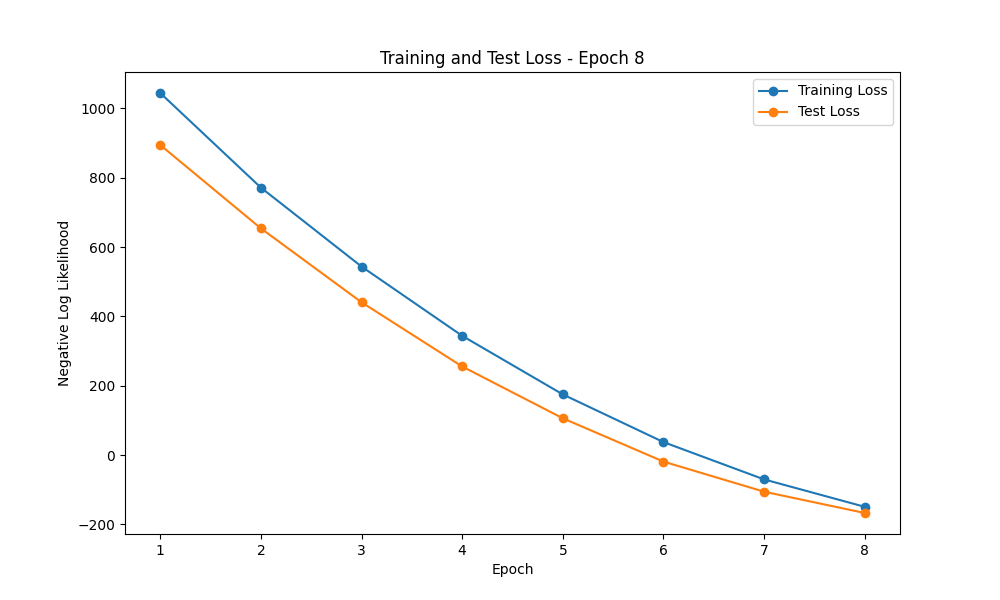 Training and Test Loss - Epoch 8
Training Loss
Test Loss
Negative Log Likelihood
1000
800
600
400
200
0
−200
1 2 3 4 5 6 7 8
Epoch